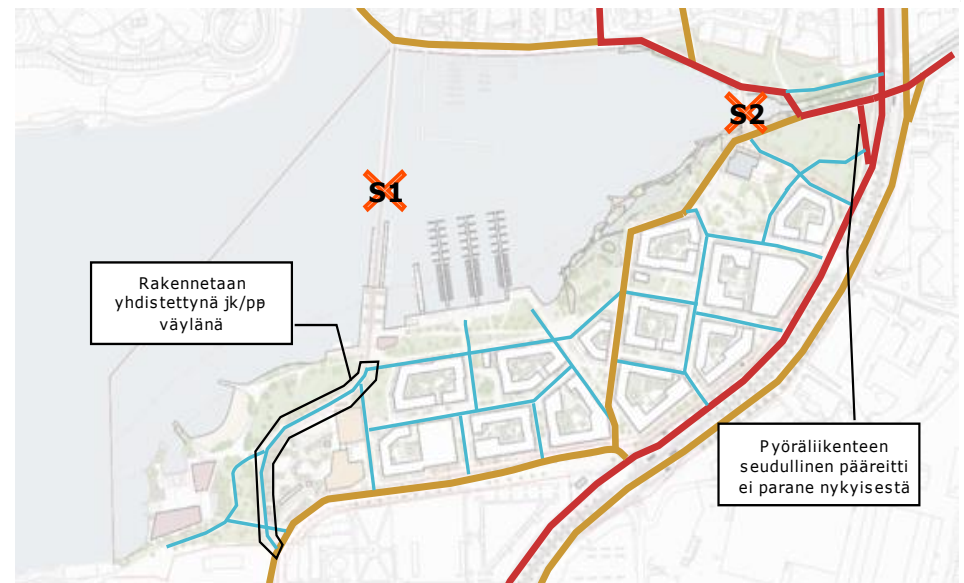 S2
S1
Rakennetaan
yhdistettynä jk/pp
väylänä
Pyöräliikenteen
seudullinen pääreitti
ei parane nykyisestä